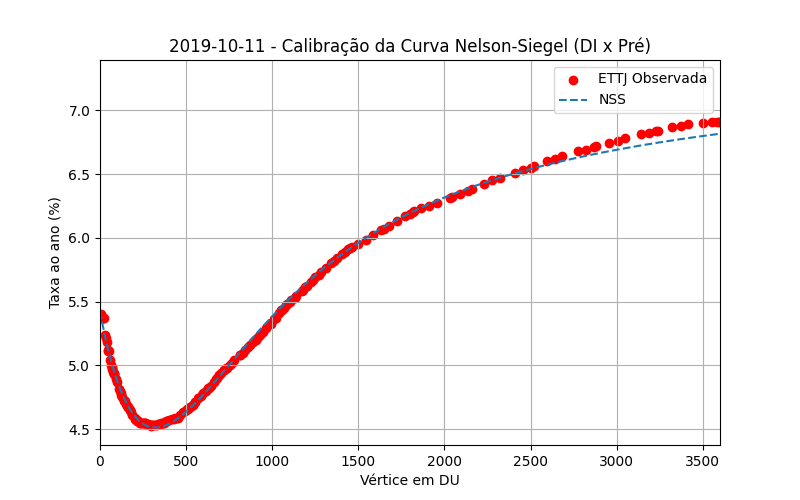 2019-10-11 - Calibração da Curva Nelson-Siegel (DI x Pré)
ETTJ Observada
NSS
Taxa ao ano (%)
7.0
6.5
6.0
5.5
5.0
4.5
0 500 1000 1500 2000 2500 3000 3500
Vértice em DU